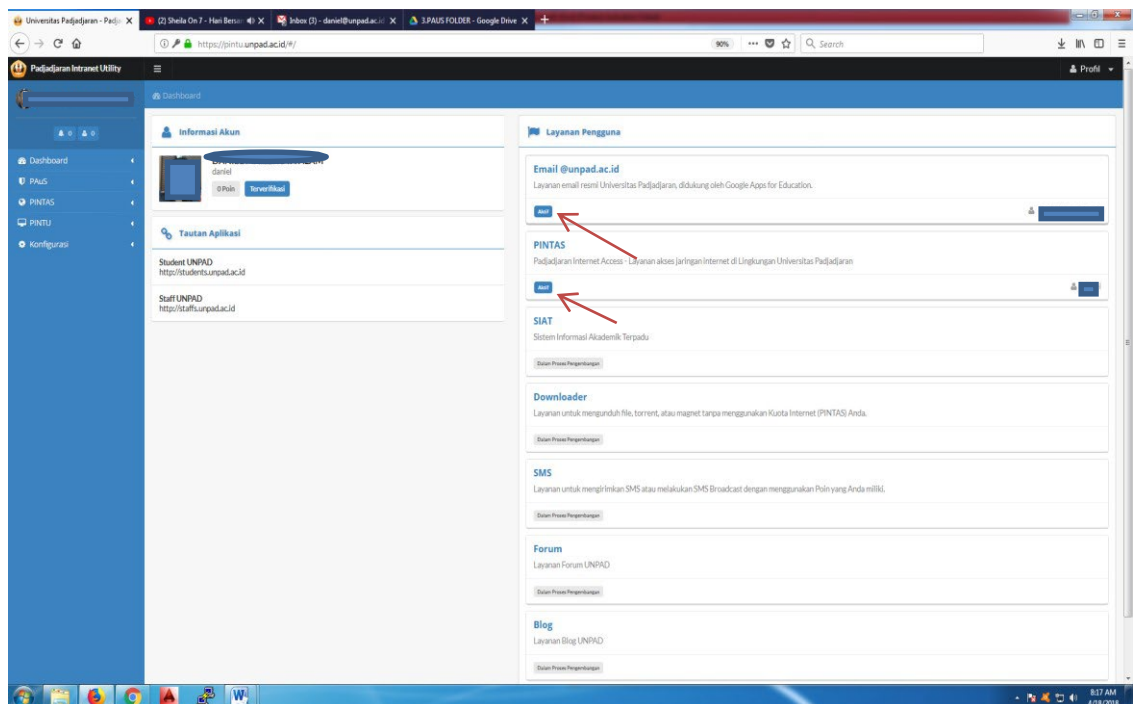 Universitas Padjadjaran - Padj
(2) Sheila On 7 - Hari Bersar
Inbox (3) - daniel@unpad.ac.id
3.PAUS FOLDER - Google Drive
https://pintu.unpad.ac.id/#/
90%
Search
Padjadjaran Intranet Utility
Profil
Dashboard
0 0
Dashboard
PAuS
PINTAS
PINTU
Konfigurasi
Informasi Akun
daniel
0 Poin Terverifikasi
Tautan Aplikasi
Student UNPAD
http://students.unpad.ac.id
Staff UNPAD
http://staffs.unpad.ac.id
Layanan Pengguna
Email @unpad.ac.id
Layanan email resmi Universitas Padjadjaran, didukung oleh Google Apps for Education.
Aktif
PINTAS
Padjadjaran Internet Access - Layanan akses jaringan internet di Lingkungan Universitas Padjadjaran
Aktif
SIAT
Sistem Informasi Akademik Terpadu
Dalam Proses Pengembangan
Downloader
Layanan untuk mengunduh file, torrent, atau magnet tanpa menggunakan Kuota Internet (PINTAS) Anda.
Dalam Proses Pengembangan
SMS
Layanan untuk mengirimkan SMS atau melakukan SMS Broadcast dengan menggunakan Poin yang Anda miliki.
Dalam Proses Pengembangan
Forum
Layanan Forum UNPAD
Dalam Proses Pengembangan
Blog
Layanan Blog UNPAD
Dalam Proses Pengembangan
8:17 AM
4/18/2018